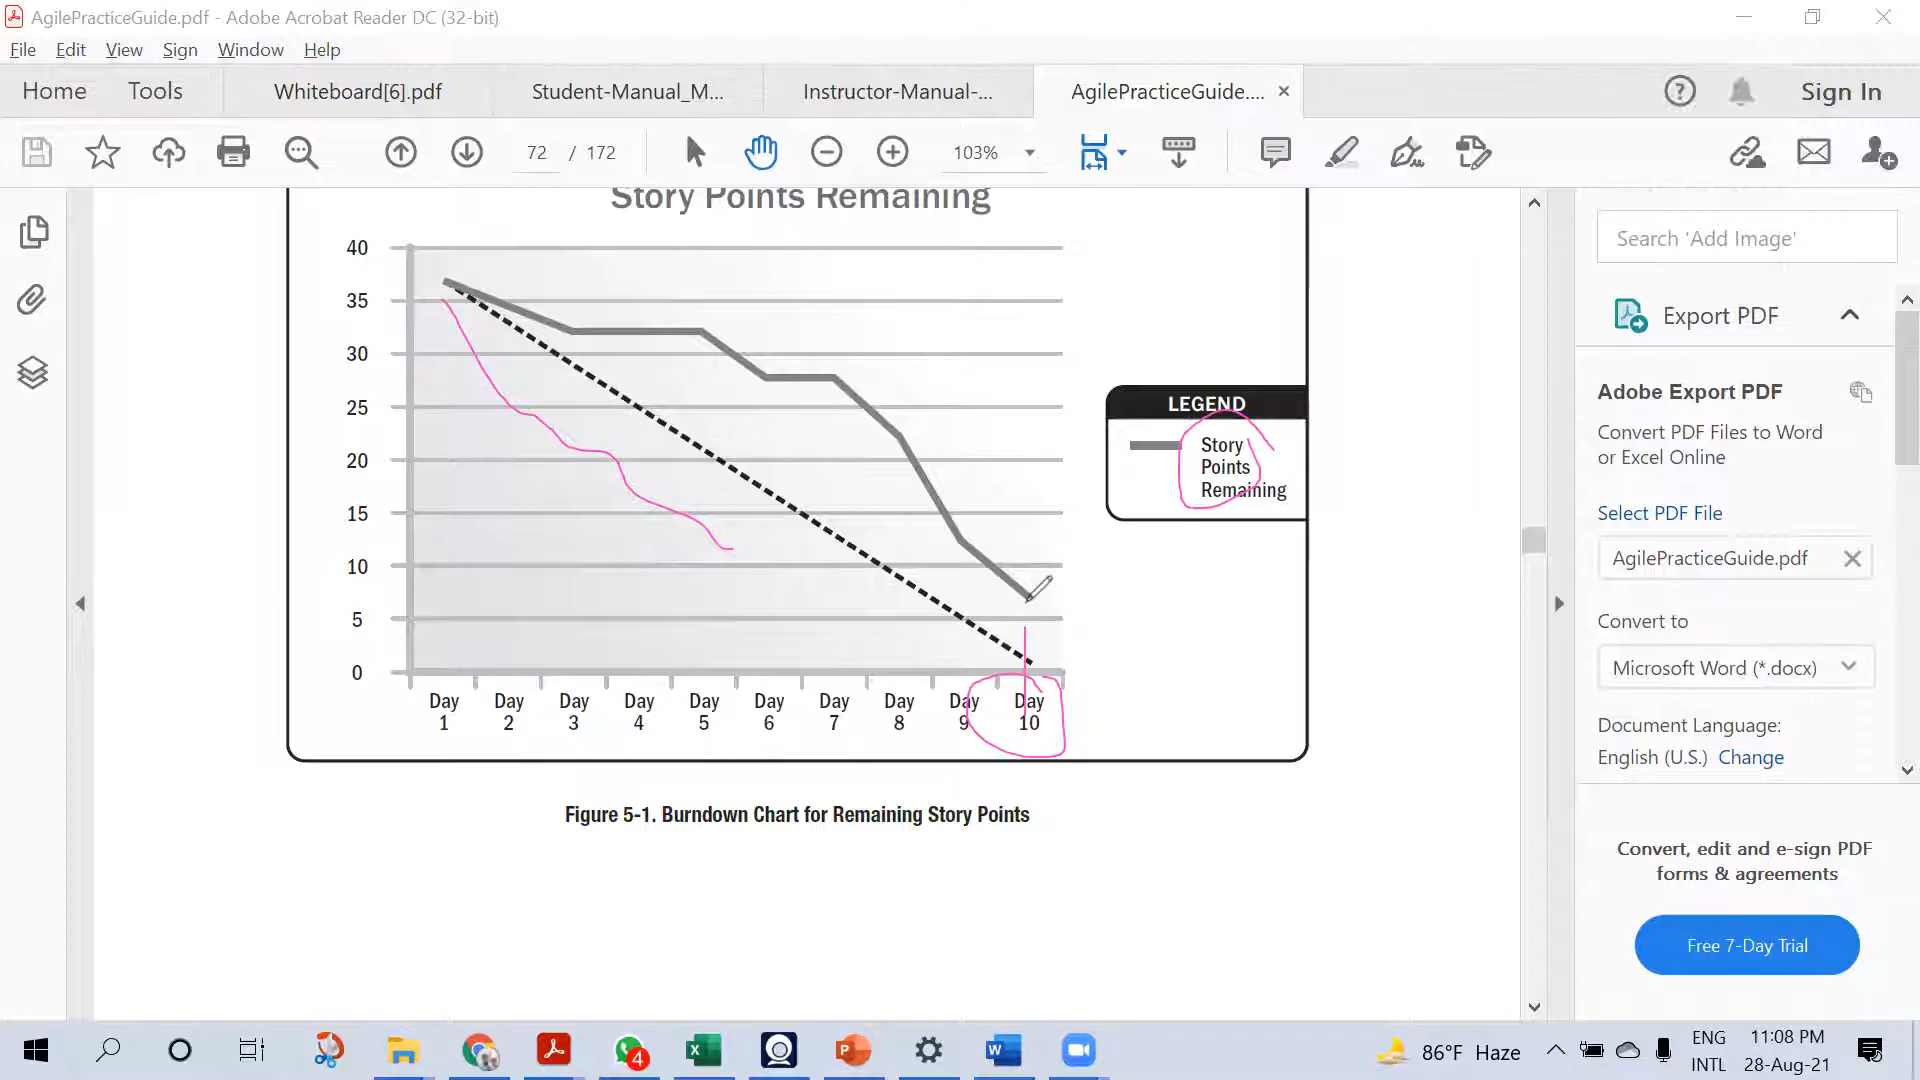 AgilePracticeGuide.pdf - Adobe Acrobat Reader DC (32-bit)
File Edit View Sign Window Help
Home Tools Whiteboard[6].pdf Student-Manual_M... Instructor-Manual-... AgilePracticeGuide....
Sign In
72 / 172 103%
Story Points Remaining
40
35
30
25
20
15
10
5
0
Day 1
Day 2
Day 3
Day 4
Day 5
Day 6
Day 7
Day 8
Day 9
Day 10
LEGEND
Story
Points
Remaining
Figure 5-1. Burndown Chart for Remaining Story Points
Search 'Add Image'
Export PDF
Adobe Export PDF
Convert PDF Files to Word
or Excel Online
Select PDF File
AgilePracticeGuide.pdf
Convert to
Microsoft Word (*.docx)
Document Language:
English (U.S.) Change
Convert, edit and e-sign PDF
forms & agreements
Free 7-Day Trial
4
86°F Haze
ENG
INTL
11:08 PM
28-Aug-21